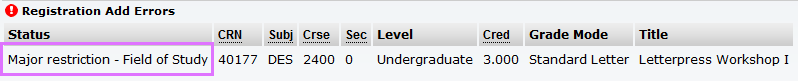 Registration Add Errors
Status CRN Subj Crse Sec Level Cred Grade Mode Title
Major restriction - Field of Study 40177 DES 2400 0 Undergraduate 3.000 Standard Letter Letterpress Workshop I